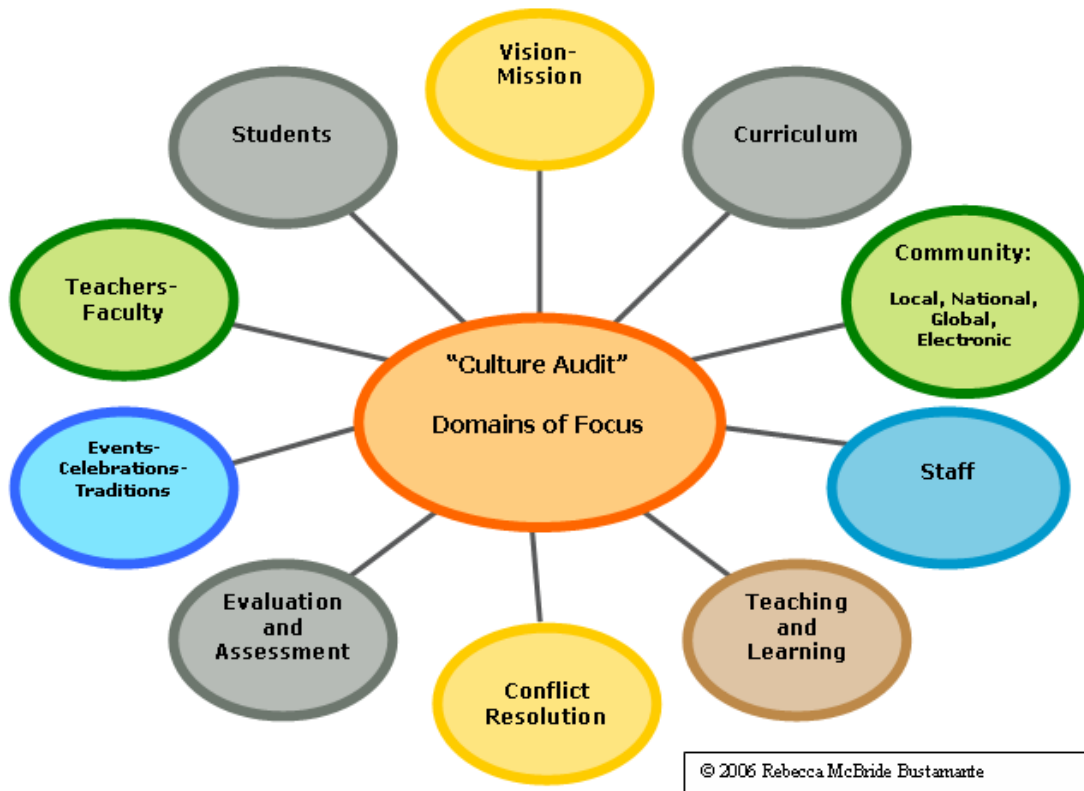 Vision-
Mission
Students
Curriculum
Teachers-
Faculty
Community:
Local, National,
Global,
Electronic
"Culture Audit"
Domains of Focus
Events-
Celebrations-
Traditions
Staff
Evaluation
and
Assessment
Teaching
and
Learning
Conflict
Resolution
© 2006 Rebecca McBride Bustamante